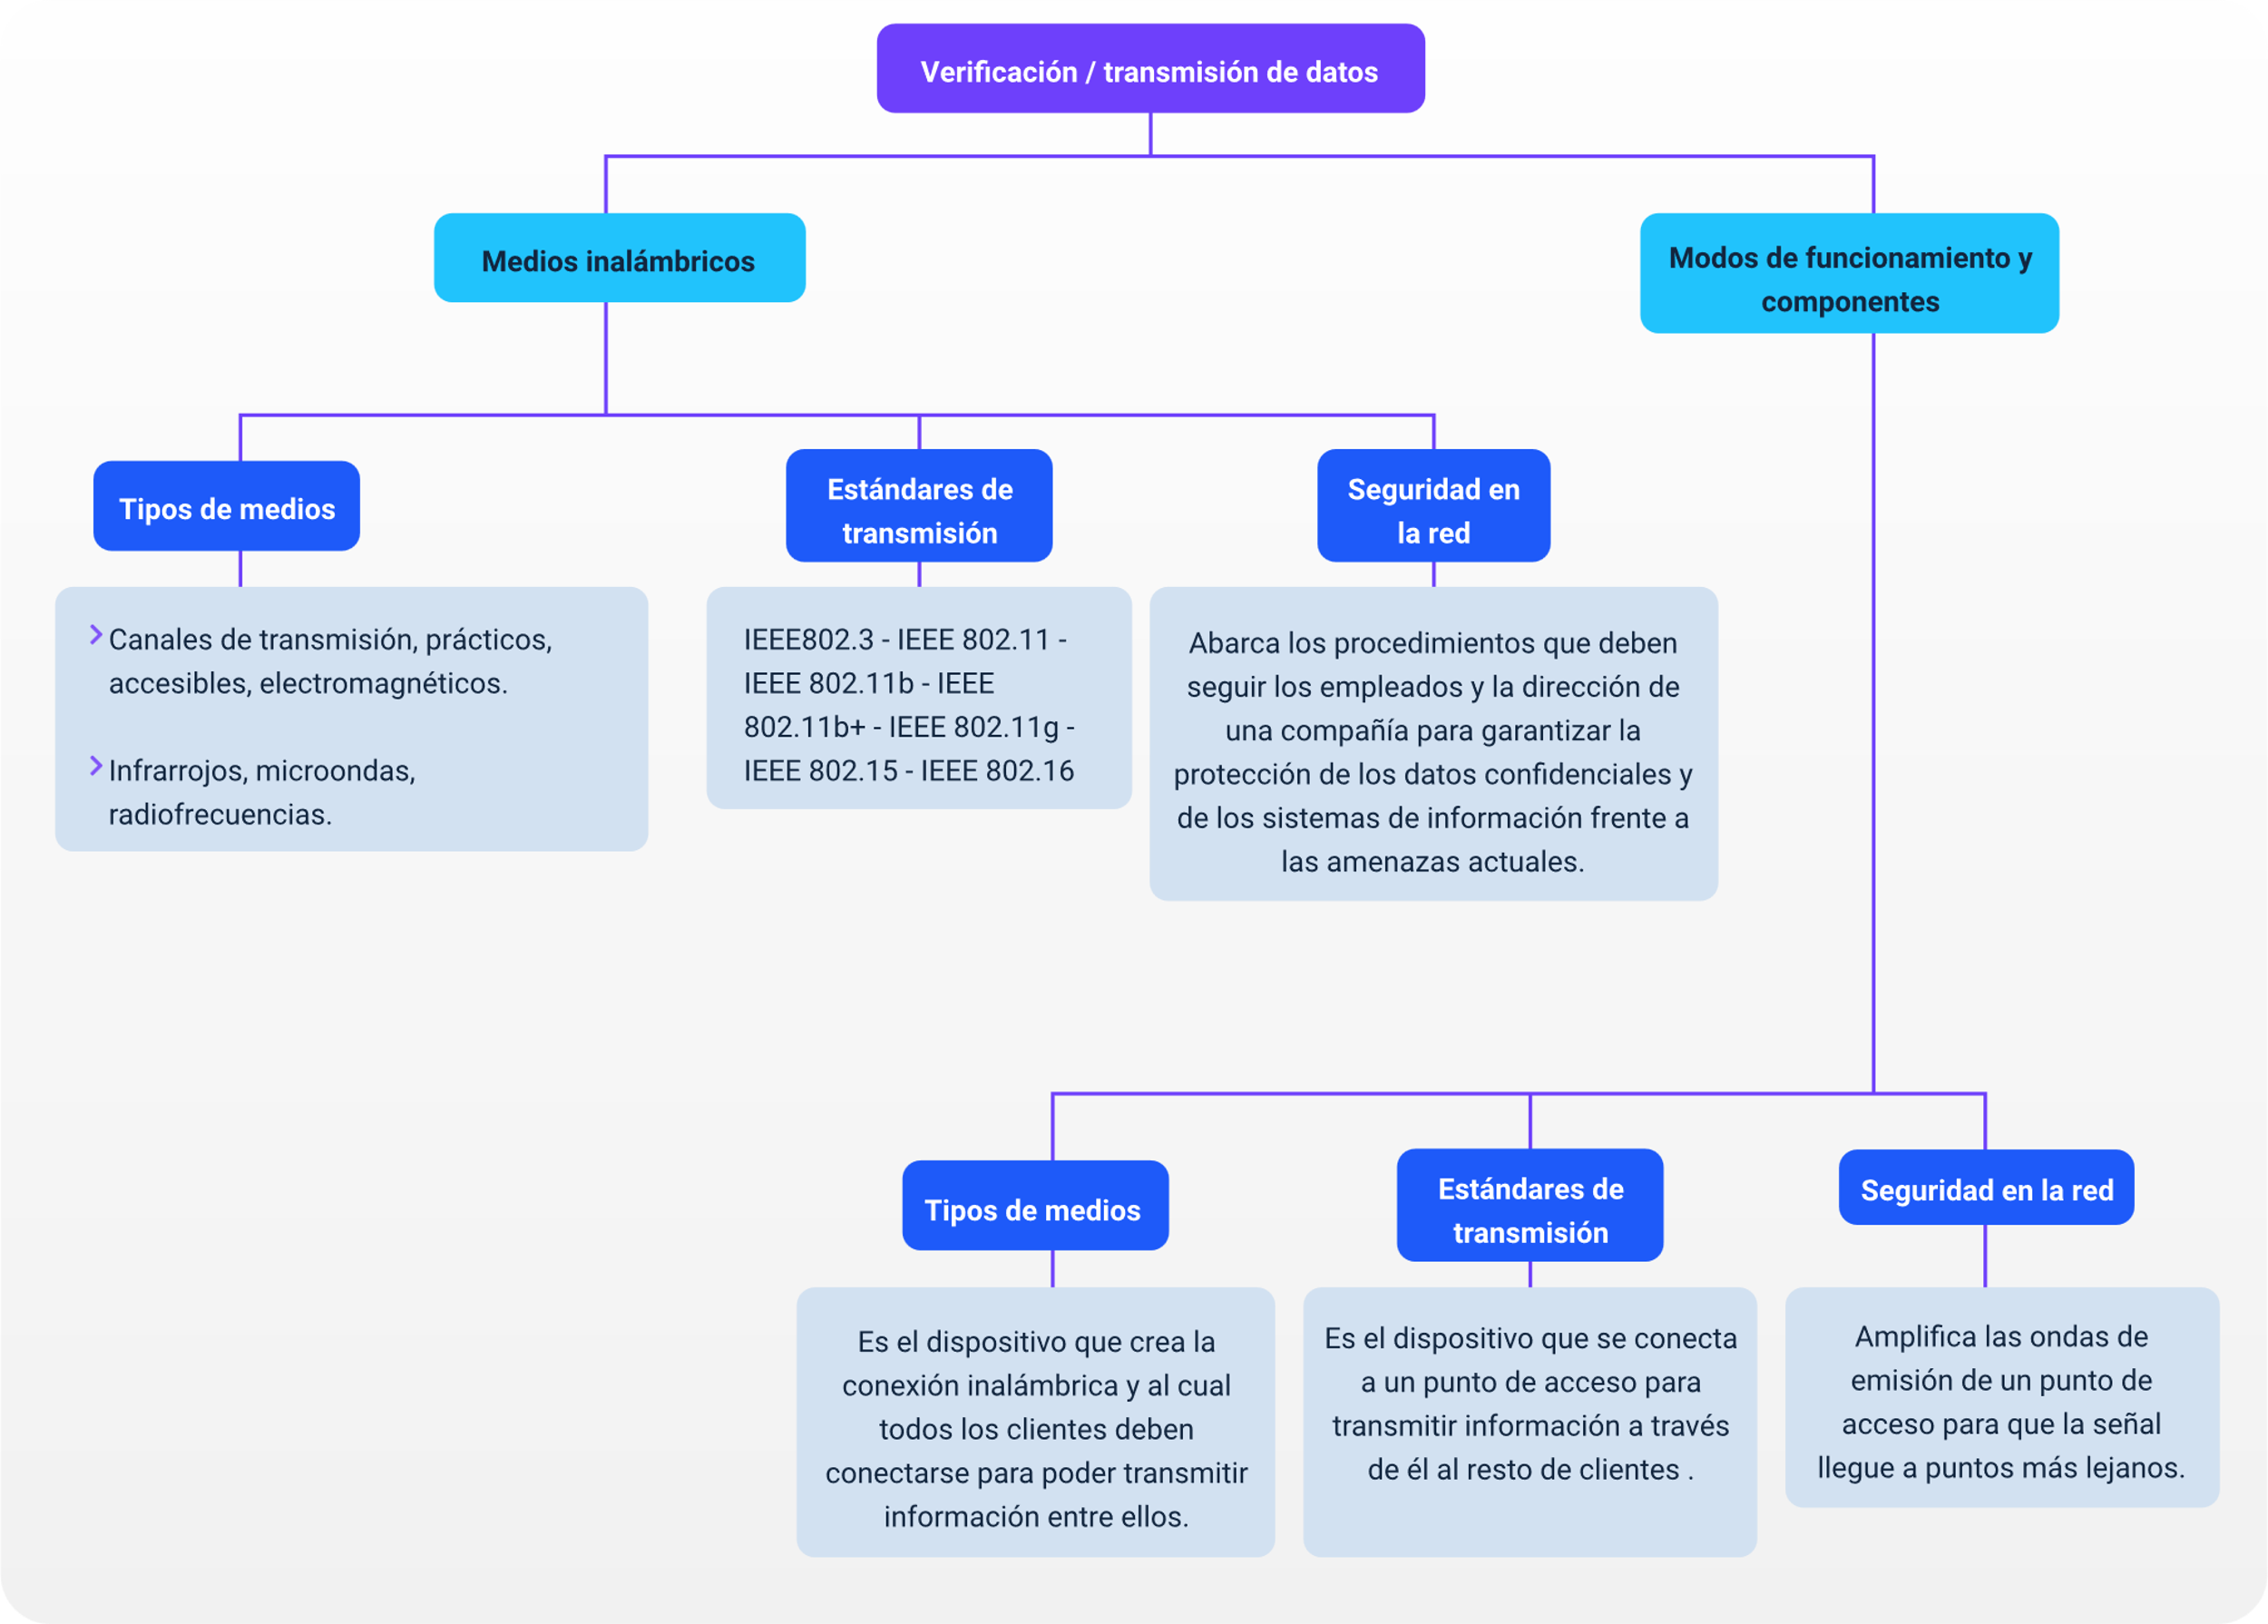 Verificación / transmisión de datos
Medios inalámbricos
Modos de funcionamiento y
componentes
Tipos de medios
Canales de transmisión, prácticos,
accesibles, electromagnéticos.
Infrarrojos, microondas,
radiofrecuencias.
Estándares de
transmisión
IEEE802.3 - IEEE 802.11 -
IEEE 802.11b - IEEE
802.11b+ - IEEE 802.11g -
IEEE 802.15 - IEEE 802.16
Seguridad en
la red
Abarca los procedimientos que deben
seguir los empleados y la dirección de
una compañía para garantizar la
protección de los datos confidenciales y
de los sistemas de información frente a
las amenazas actuales.
Tipos de medios
Es el dispositivo que crea la
conexión inalámbrica y al cual
todos los clientes deben
conectarse para poder transmitir
información entre ellos.
Estándares de
transmisión
Es el dispositivo que se conecta
a un punto de acceso para
transmitir información a través
de él al resto de clientes .
Seguridad en la red
Amplifica las ondas de
emisión de un punto de
acceso para que la señal
llegue a puntos más lejanos.